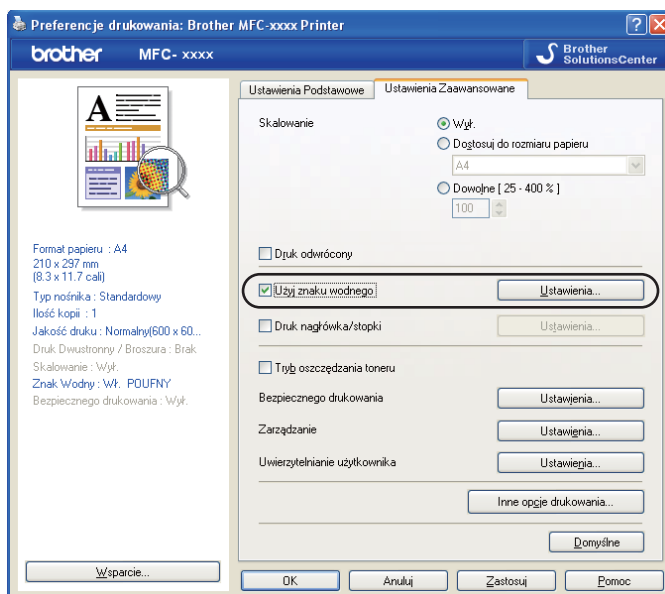 Preferencje drukowania: Brother MFC-xxxx Printer
brother MFC- xxxx
Brother
SolutionsCenter
A
Format papieru : A4
210 x 297 mm
(8.3 x 11.7 cali)
Typ nośnika : Standardowy
Ilość kopii : 1
Jakość druku : Normalny(600 x 60...
Druk Dwustronny / Broszura : Brak
Skalowanie : Wył.
Znak Wodny : Wł. POUFNY
Bezpiecznego drukowania : Wył.
Wsparcie...
Ustawienia Podstawowe
Ustawienia Zaawansowane
Skalowanie
Wył.
Dostosuj do rozmiaru papieru
A4
Dowolne [ 25 - 400 % ]
100
Druk odwrócony
Użyj znaku wodnego
Ustawienia...
Druk nagłówka/stopki
Ustawienia...
Tryb oszczędzania toneru
Bezpiecznego drukowania
Ustawienia...
Zarządzanie
Ustawienia...
Uwierzytelnianie użytkownika
Ustawienia...
Inne opcje drukowania...
Domyślne
OK
Anuluj
Zastosuj
Pomoc